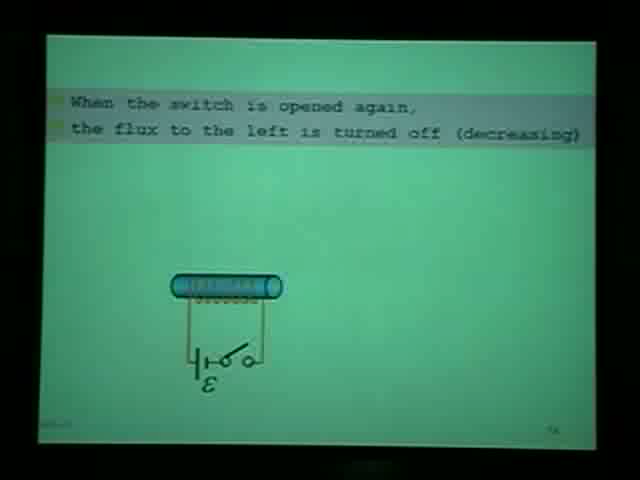 When the switch is opened again,
the flux to the left is turned off (decreasing)
ε